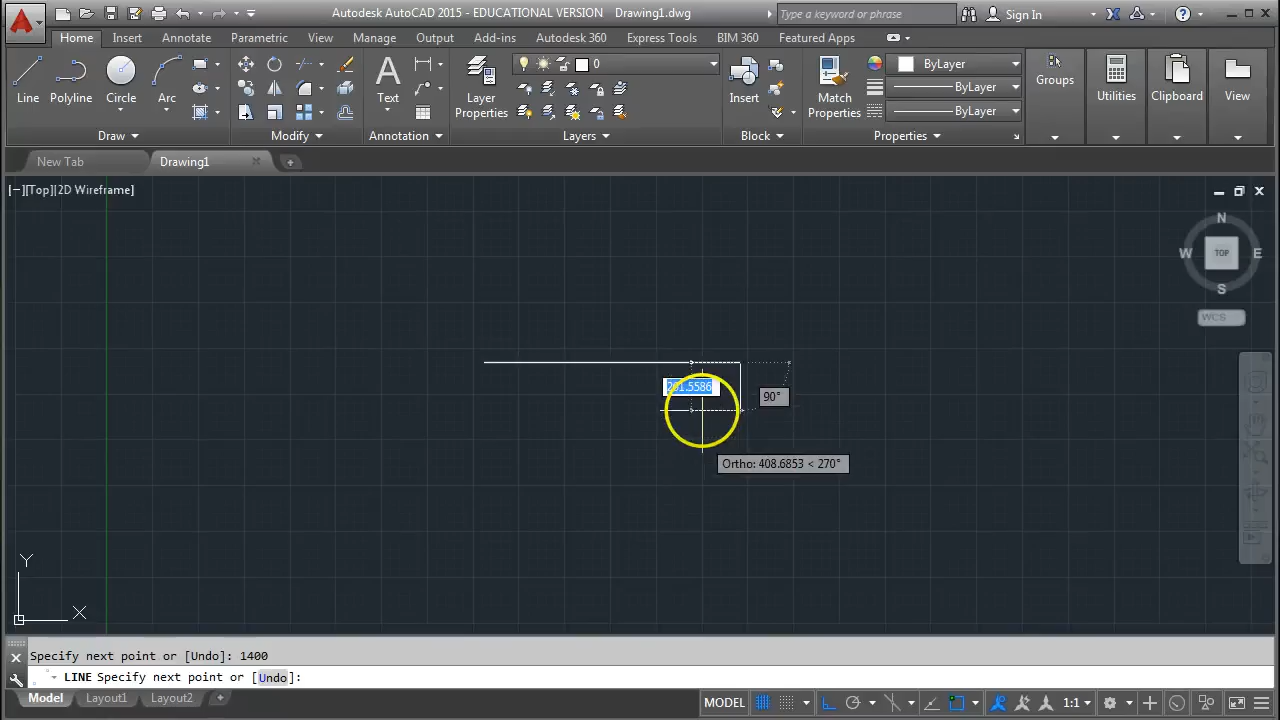 Autodesk AutoCAD 2015 - EDUCATIONAL VERSION Drawing1.dwg
Type a keyword or phrase
Sign In
Home Insert Annotate Parametric View Manage Output Add-ins Autodesk 360 Express Tools BIM 360 Featured Apps
Line
Polyline
Circle
Arc
Text
Layer
Properties
0
Insert
Match
Properties
ByLayer
ByLayer
ByLayer
Groups
Utilities
Clipboard
View
Draw
Modify
Annotation
Layers
Block
Properties
New Tab
Drawing1
[−][Top][2D Wireframe]
N
W
TOP
E
S
WCS
90°
Ortho: 408.6853 < 270°
Y
X
Specify next point or [Undo]: 1400
LINE Specify next point or [Undo]:
Model
Layout1
Layout2
MODEL
1:1